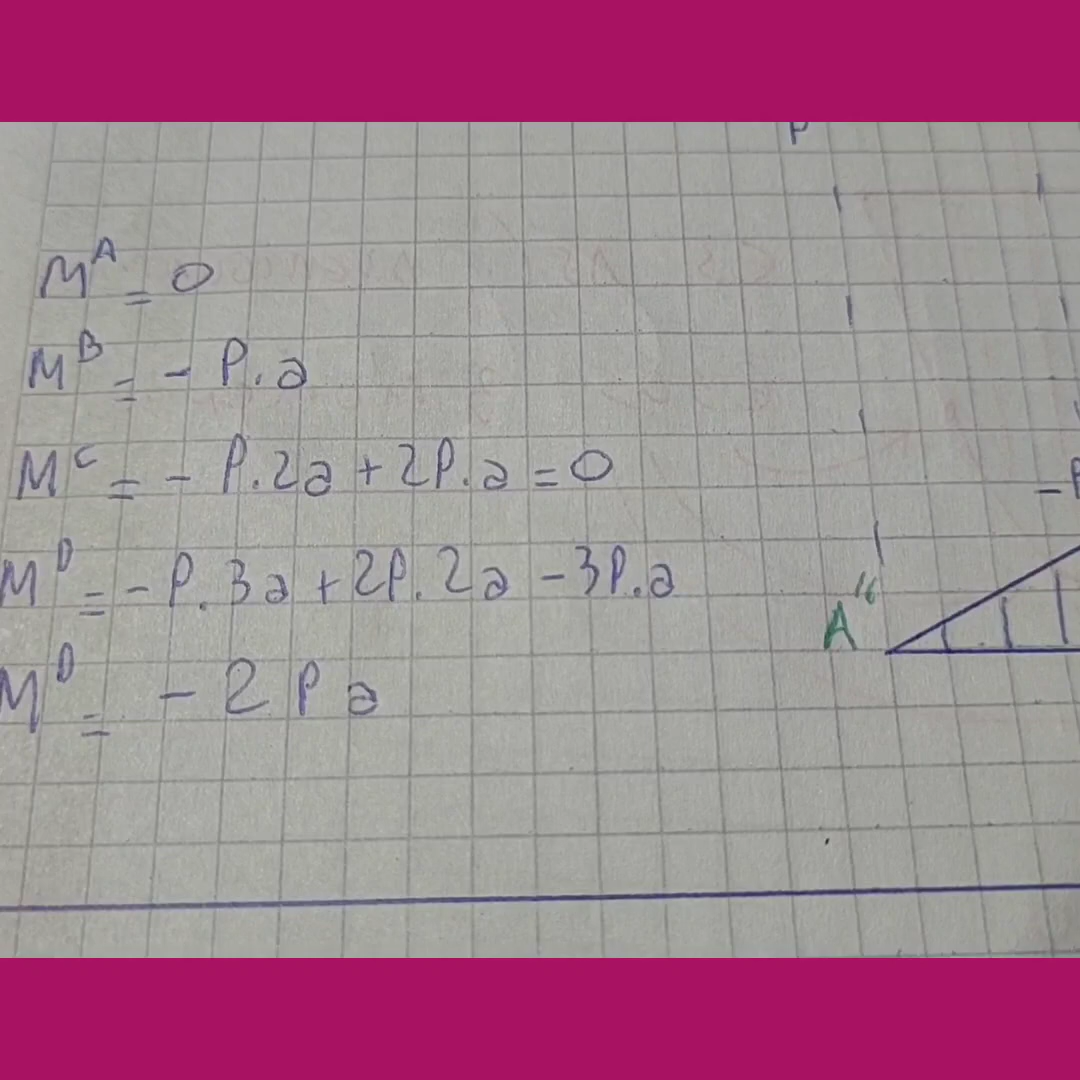 P
M^A = 0
M^B = - P.a
M^C = - P.2a + 2P.a = 0
M^D = - P.3a + 2P.2a - 3P.a
M^D = - 2 P a
-P
A"